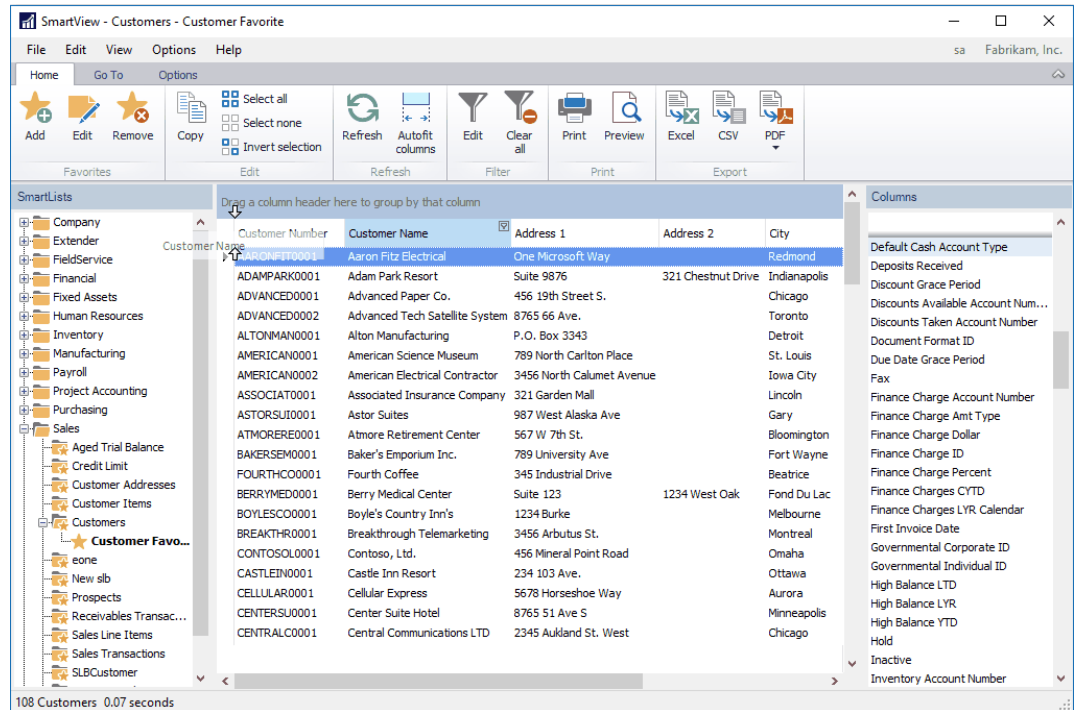 SmartView - Customers - Customer Favorite
File Edit View Options Help sa Fabrikam, Inc.
Home Go To Options
Add Edit Remove Copy Select all Select none Invert selection Refresh Autofit columns Edit Clear all Print Preview Excel CSV PDF
Favorites Edit Refresh Filter Print Export
SmartLists
Company
Extender
FieldService
Financial
Fixed Assets
Human Resources
Inventory
Manufacturing
Payroll
Project Accounting
Purchasing
Sales
Aged Trial Balance
Credit Limit
Customer Addresses
Customer Items
Customers
Customer Favo...
eone
New slb
Prospects
Receivables Transac...
Sales Line Items
Sales Transactions
SLBCustomer
Drag a column header here to group by that column
Customer Name
Customer Number Customer Name Address 1 Address 2 City
AARONFIT0001 Aaron Fitz Electrical One Microsoft Way Redmond
ADAMPARK0001 Adam Park Resort Suite 9876 321 Chestnut Drive Indianapolis
ADVANCED0001 Advanced Paper Co. 456 19th Street S. Chicago
ADVANCED0002 Advanced Tech Satellite System 8765 66 Ave. Toronto
ALTONMAN0001 Alton Manufacturing P.O. Box 3343 Detroit
AMERICAN0001 American Science Museum 789 North Carlton Place St. Louis
AMERICAN0002 American Electrical Contractor 3456 North Calumet Avenue Iowa City
ASSOCIAT0001 Associated Insurance Company 321 Garden Mall Lincoln
ASTORSUI0001 Astor Suites 987 West Alaska Ave Gary
ATMORERE0001 Atmore Retirement Center 567 W 7th St. Bloomington
BAKERSEM0001 Baker's Emporium Inc. 789 University Ave Fort Wayne
FOURTHCO0001 Fourth Coffee 345 Industrial Drive Beatrice
BERRYMED0001 Berry Medical Center Suite 123 1234 West Oak Fond Du Lac
BOYLESCO0001 Boyle's Country Inn's 1234 Burke Melbourne
BREAKTHR0001 Breakthrough Telemarketing 3456 Arbutus St. Montreal
CONTOSOL0001 Contoso, Ltd. 456 Mineral Point Road Omaha
CASTLEIN0001 Castle Inn Resort 234 103 Ave. Ottawa
CELLULAR0001 Cellular Express 5678 Horseshoe Way Aurora
CENTERSU0001 Center Suite Hotel 8765 51 Ave S Minneapolis
CENTRALC0001 Central Communications LTD 2345 Aukland St. West Chicago
Columns
Default Cash Account Type
Deposits Received
Discount Grace Period
Discounts Available Account Num...
Discounts Taken Account Number
Document Format ID
Due Date Grace Period
Fax
Finance Charge Account Number
Finance Charge Amt Type
Finance Charge Dollar
Finance Charge ID
Finance Charge Percent
Finance Charges CYTD
Finance Charges LYR Calendar
First Invoice Date
Governmental Corporate ID
Governmental Individual ID
High Balance LTD
High Balance LYR
High Balance YTD
Hold
Inactive
Inventory Account Number
108 Customers 0.07 seconds